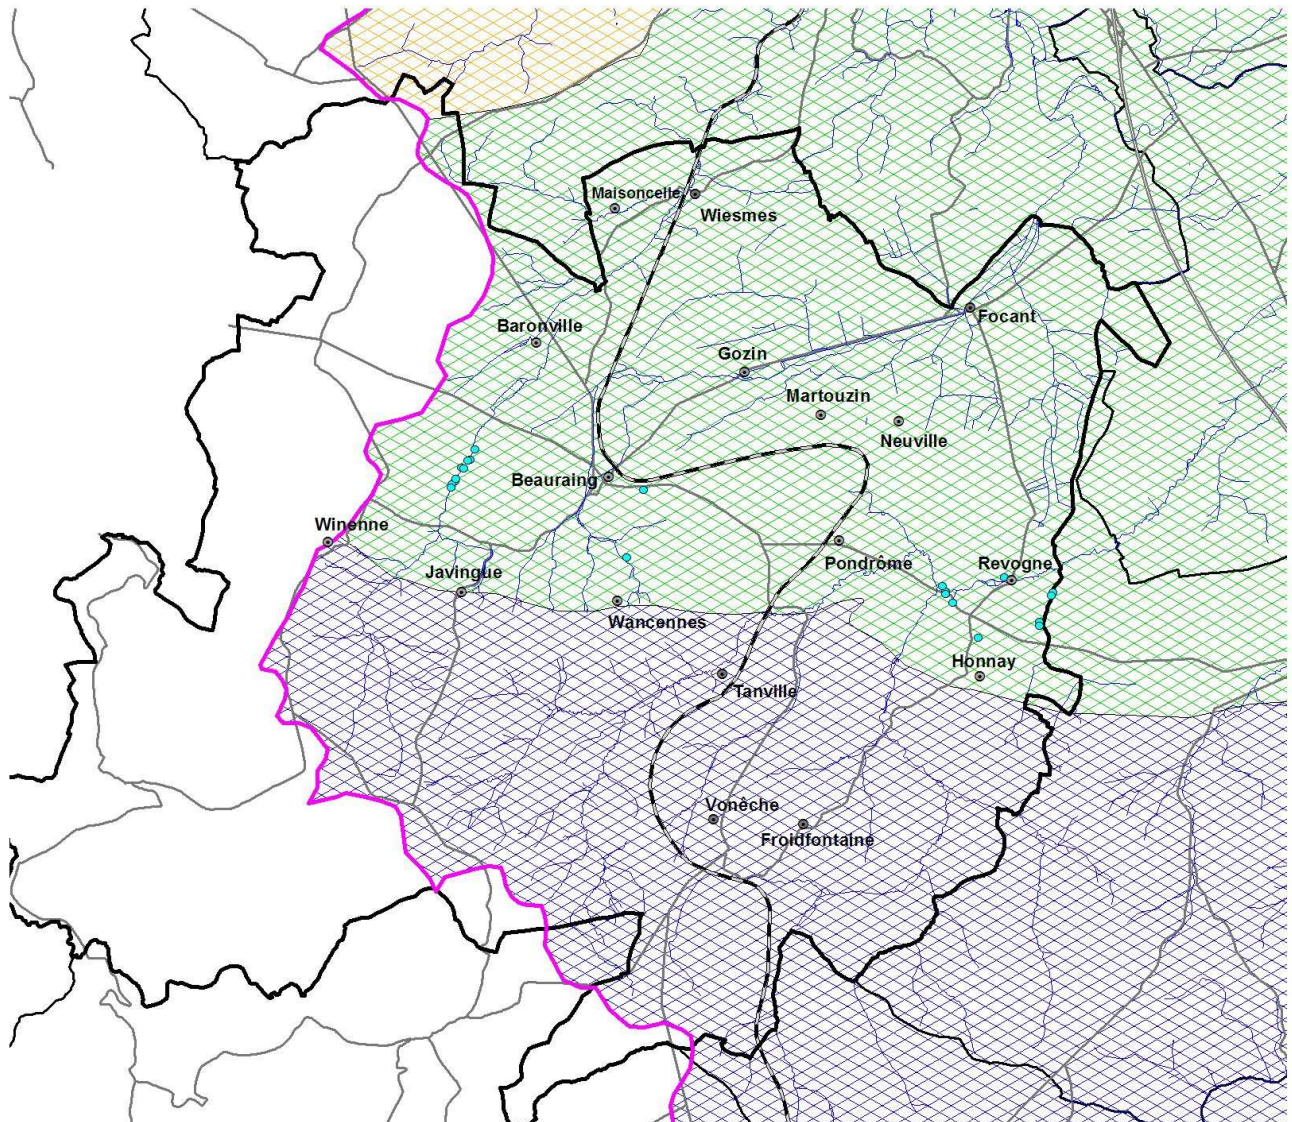 Maisoncelle
Wiesmes
Focant
Baronville
Gozin
Martouzin
Neuville
Beauraing
Winenne
Pondrôme
Revogne
Javingue
Wancennes
Honnay
Tanville
Vonêche
Froidfontaine